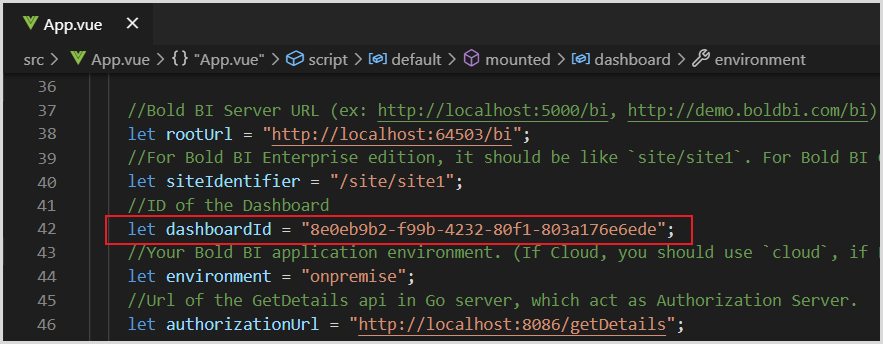 App.vue ×
src > App.vue > {} "App.vue" > script > default > mounted > dashboard > environment
36
37 //Bold BI Server URL (ex: http://localhost:5000/bi, http://demo.boldbi.com/bi)
38 let rootUrl = "http://localhost:64503/bi";
39 //For Bold BI Enterprise edition, it should be like `site/site1`. For Bold BI
40 let siteIdentifier = "/site/site1";
41 //ID of the Dashboard
42 let dashboardId = "8e0eb9b2-f99b-4232-80f1-803a176e6ede";
43 //Your Bold BI application environment. (If Cloud, you should use `cloud`, if
44 let environment = "onpremise";
45 //Url of the GetDetails api in Go server, which act as Authorization Server.
46 let authorizationUrl = "http://localhost:8086/getDetails";